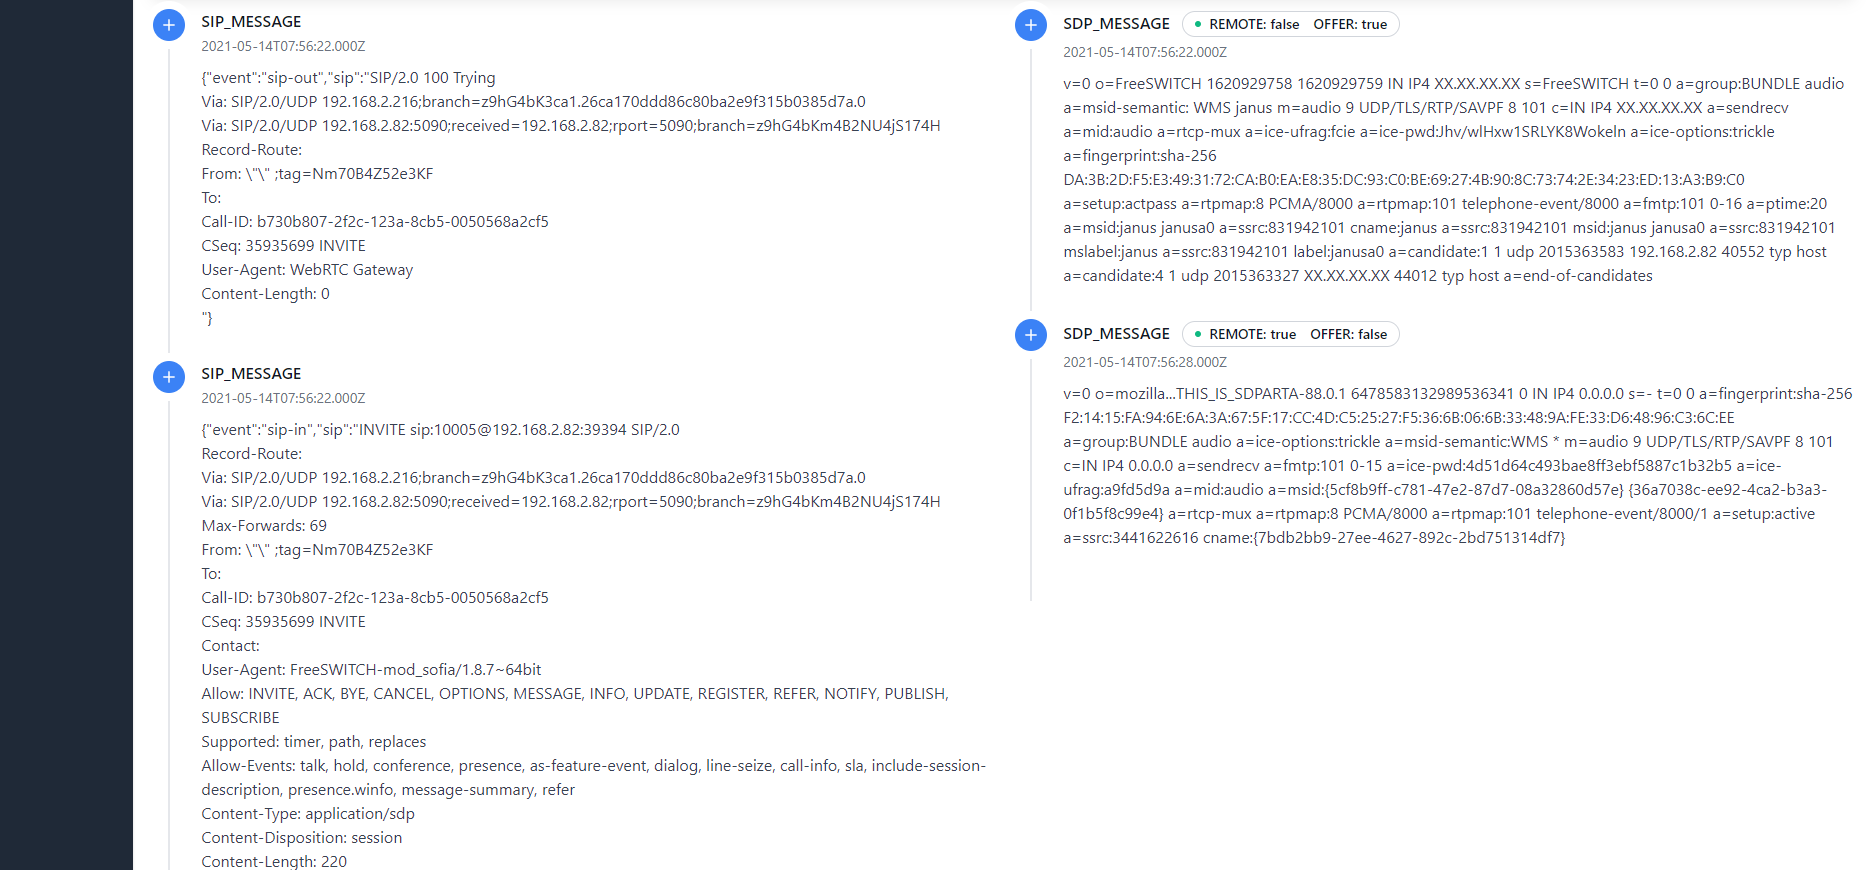 SIP_MESSAGE
2021-05-14T07:56:22.000Z
{"event":"sip-out","sip":"SIP/2.0 100 Trying
Via: SIP/2.0/UDP 192.168.2.216;branch=z9hG4bK3ca1.26ca170ddd86c80ba2e9f315b0385d7a.0
Via: SIP/2.0/UDP 192.168.2.82:5090;received=192.168.2.82;rport=5090;branch=z9hG4bKm4B2NU4jS174H
Record-Route:
From: \"\" ;tag=Nm70B4Z52e3KF
To:
Call-ID: b730b807-2f2c-123a-8cb5-0050568a2cf5
CSeq: 35935699 INVITE
User-Agent: WebRTC Gateway
Content-Length: 0
"}
SIP_MESSAGE
2021-05-14T07:56:22.000Z
{"event":"sip-in","sip":"INVITE sip:10005@192.168.2.82:39394 SIP/2.0
Record-Route:
Via: SIP/2.0/UDP 192.168.2.216;branch=z9hG4bK3ca1.26ca170ddd86c80ba2e9f315b0385d7a.0
Via: SIP/2.0/UDP 192.168.2.82:5090;received=192.168.2.82;rport=5090;branch=z9hG4bKm4B2NU4jS174H
Max-Forwards: 69
From: \"\" ;tag=Nm70B4Z52e3KF
To:
Call-ID: b730b807-2f2c-123a-8cb5-0050568a2cf5
CSeq: 35935699 INVITE
Contact:
User-Agent: FreeSWITCH-mod_sofia/1.8.7~64bit
Allow: INVITE, ACK, BYE, CANCEL, OPTIONS, MESSAGE, INFO, UPDATE, REGISTER, REFER, NOTIFY, PUBLISH,
SUBSCRIBE
Supported: timer, path, replaces
Allow-Events: talk, hold, conference, presence, as-feature-event, dialog, line-seize, call-info, sla, include-session-
description, presence.winfo, message-summary, refer
Content-Type: application/sdp
Content-Disposition: session
Content-Length: 220
SDP_MESSAGE REMOTE: false OFFER: true
2021-05-14T07:56:22.000Z
v=0 o=FreeSWITCH 1620929758 1620929759 IN IP4 XX.XX.XX.XX s=FreeSWITCH t=0 0 a=group:BUNDLE audio
a=msid-semantic: WMS janus m=audio 9 UDP/TLS/RTP/SAVPF 8 101 c=IN IP4 XX.XX.XX.XX a=sendrecv
a=mid:audio a=rtcp-mux a=ice-ufrag:fcie a=ice-pwd:Jhv/wlHxw1SRLYK8Wokeln a=ice-options:trickle
a=fingerprint:sha-256
DA:3B:2D:F5:E3:49:31:72:CA:B0:EA:E8:35:DC:93:C0:BE:69:27:4B:90:8C:73:74:2E:34:23:ED:13:A3:B9:C0
a=setup:actpass a=rtpmap:8 PCMA/8000 a=rtpmap:101 telephone-event/8000 a=fmtp:101 0-16 a=ptime:20
a=msid:janus janusa0 a=ssrc:831942101 cname:janus a=ssrc:831942101 msid:janus janusa0 a=ssrc:831942101
mslabel:janus a=ssrc:831942101 label:janusa0 a=candidate:1 1 udp 2015363583 192.168.2.82 40552 typ host
a=candidate:4 1 udp 2015363327 XX.XX.XX.XX 44012 typ host a=end-of-candidates
SDP_MESSAGE REMOTE: true OFFER: false
2021-05-14T07:56:28.000Z
v=0 o=mozilla...THIS_IS_SDPARTA-88.0.1 6478583132989536341 0 IN IP4 0.0.0.0 s=- t=0 0 a=fingerprint:sha-256
F2:14:15:FA:94:6E:6A:3A:67:5F:17:CC:4D:C5:25:27:F5:36:6B:06:6B:33:48:9A:FE:33:D6:48:96:C3:6C:EE
a=group:BUNDLE audio a=ice-options:trickle a=msid-semantic:WMS * m=audio 9 UDP/TLS/RTP/SAVPF 8 101
c=IN IP4 0.0.0.0 a=sendrecv a=fmtp:101 0-15 a=ice-pwd:4d51d64c493bae8ff3ebf5887c1b32b5 a=ice-
ufrag:a9fd5d9a a=mid:audio a=msid:{5cf8b9ff-c781-47e2-87d7-08a32860d57e} {36a7038c-ee92-4ca2-b3a3-
0f1b5f8c99e4} a=rtcp-mux a=rtpmap:8 PCMA/8000 a=rtpmap:101 telephone-event/8000/1 a=setup:active
a=ssrc:3441622616 cname:{7bdb2bb9-27ee-4627-892c-2bd751314df7}